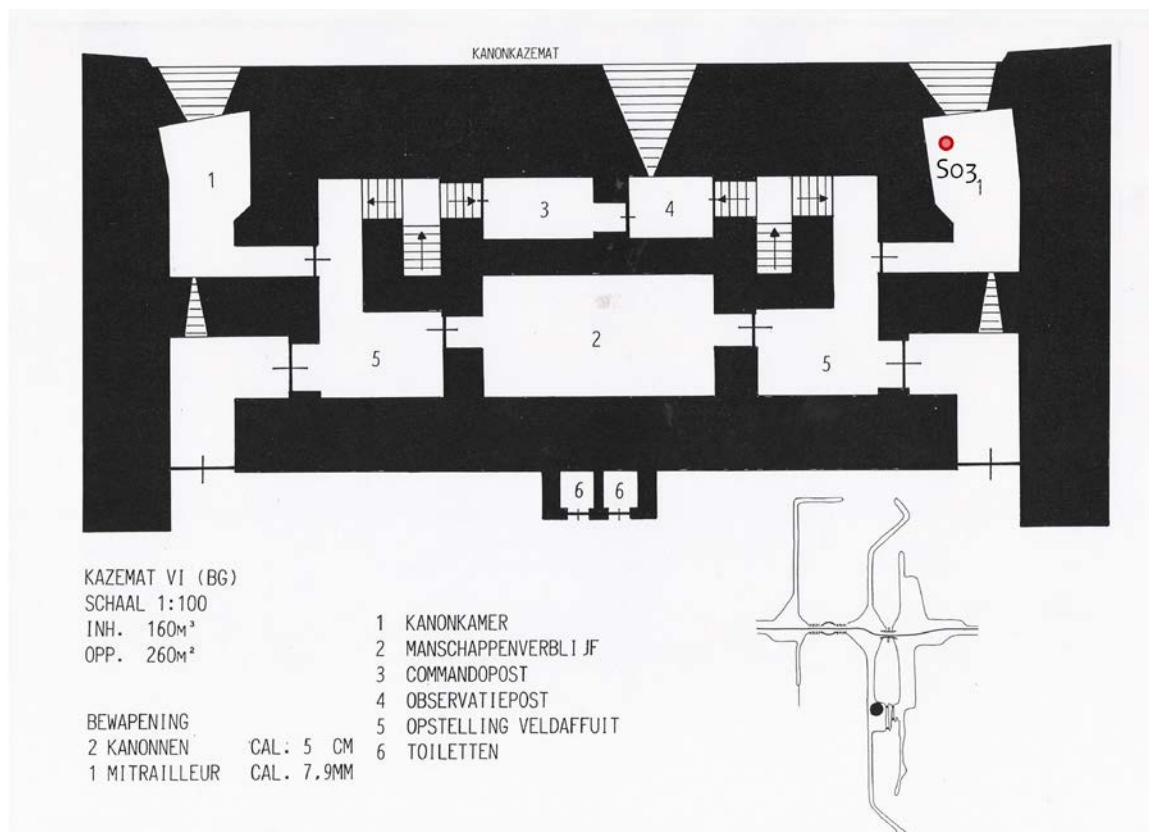 KANONKAZEMAT
1
So3 1
3
4
2
5
5
6
6
KAZEMAT VI (BG)
SCHAAL 1:100
INH. 160M³
OPP. 260M²
BEWAPENING
2 KANONNEN CAL. 5 CM
1 MITRAILLEUR CAL. 7,9MM
1 KANONKAMER
2 MANSCHAPPENVERBLIJF
3 COMMANDOPOST
4 OBSERVATIEPOST
5 OPSTELLING VELDAFFUIT
6 TOILETTEN